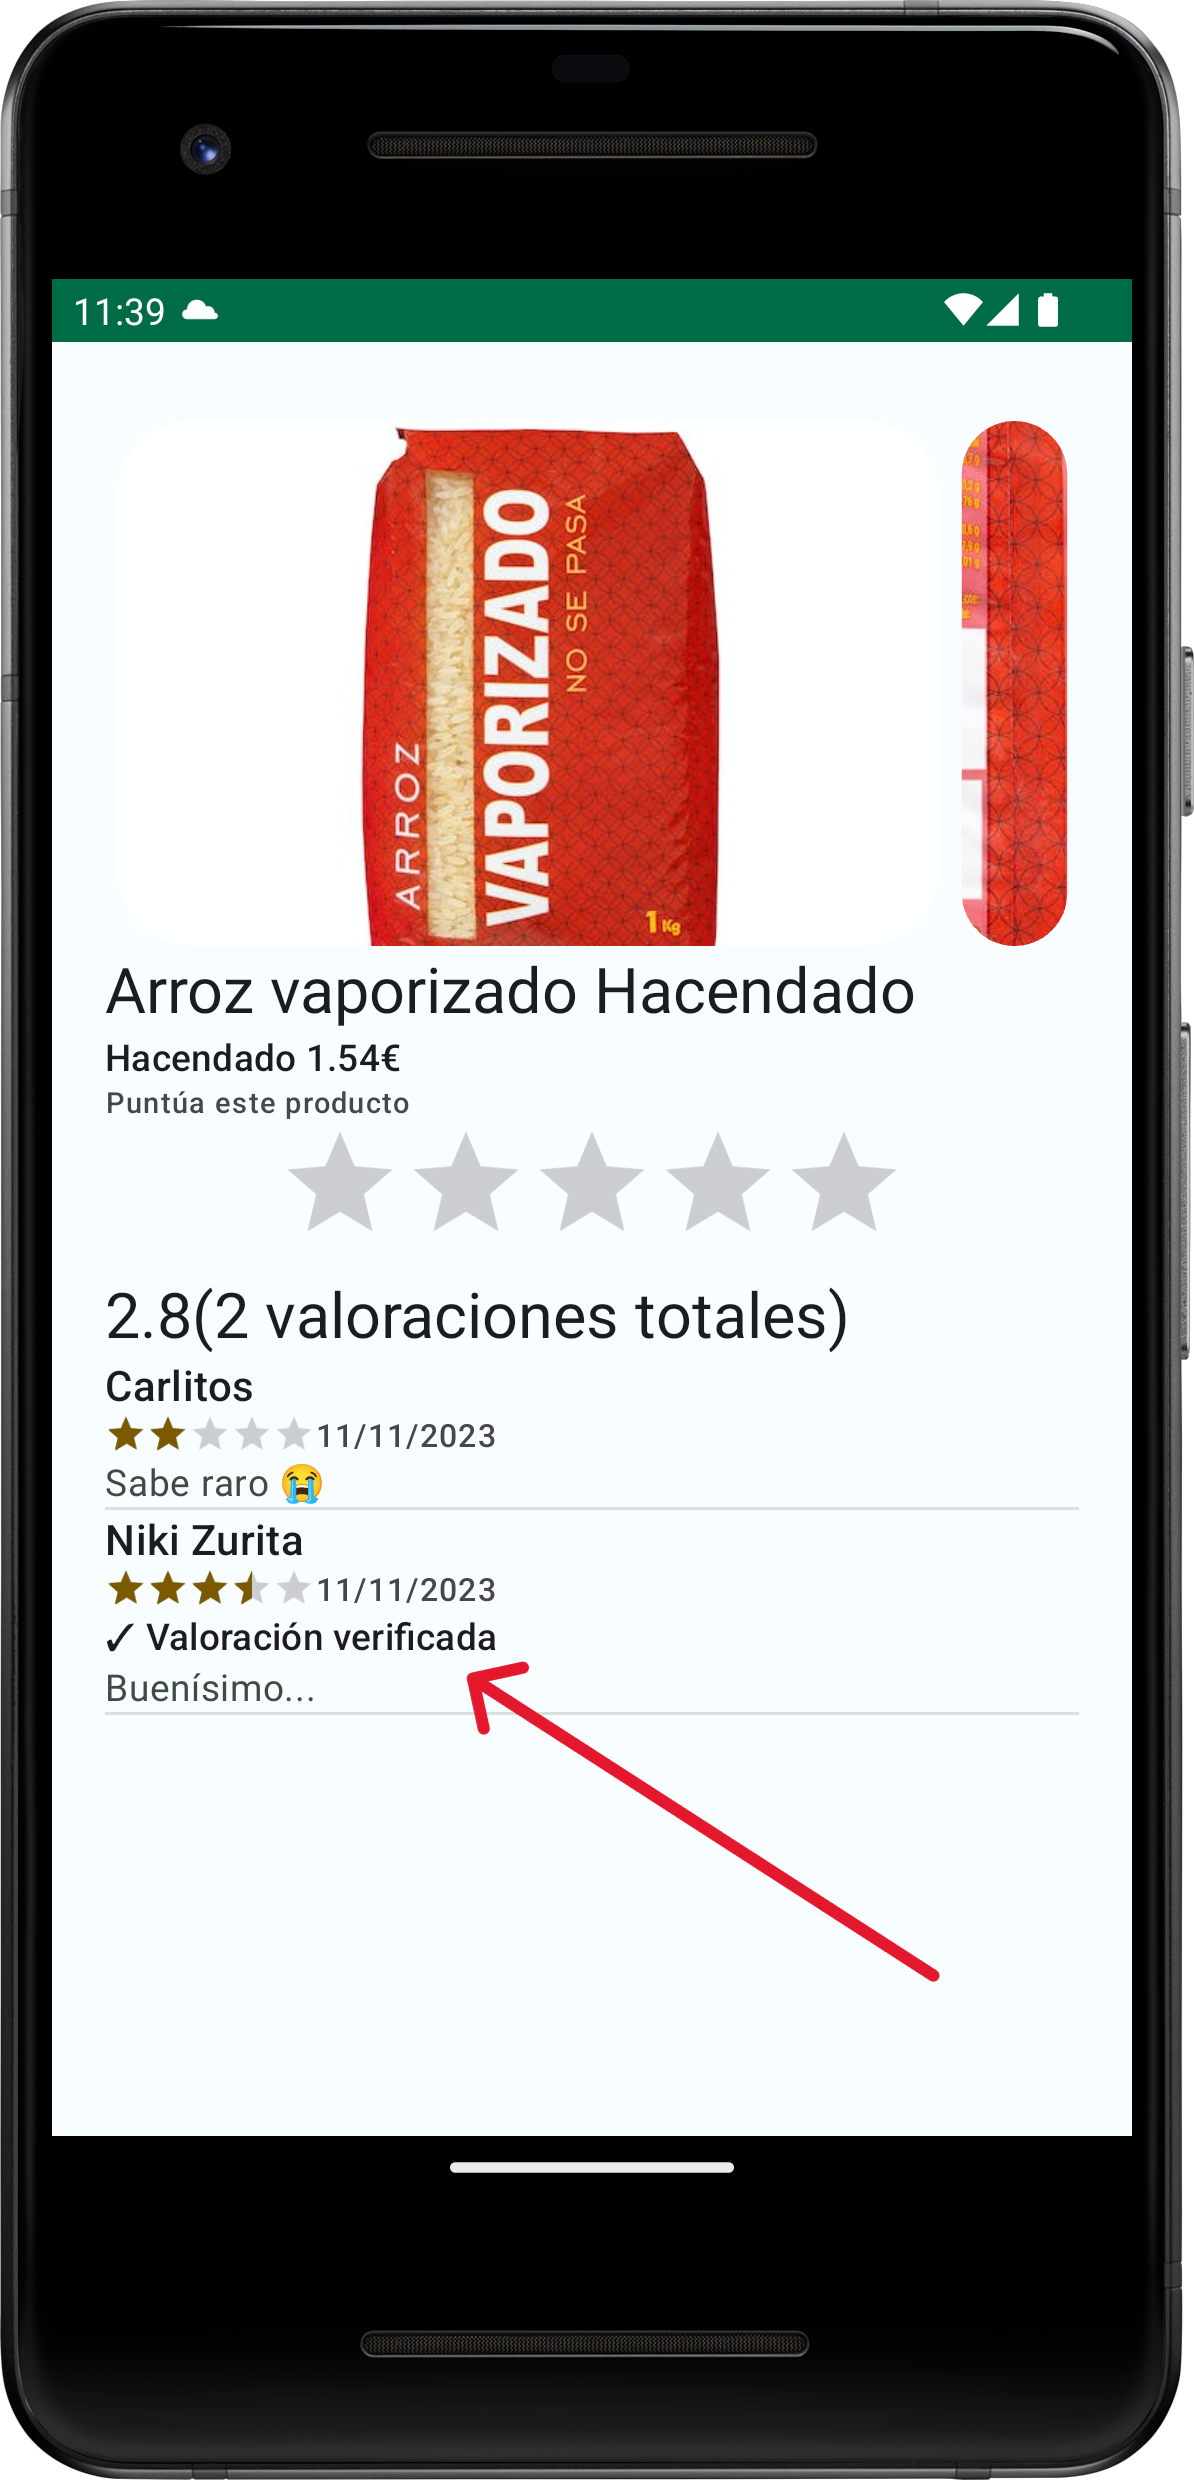 11:39
ARROZ
VAPORIZADO
NO SE PASA
1 Kg
Arroz vaporizado Hacendado
Hacendado 1.54€
Puntúa este producto
2.8(2 valoraciones totales)
Carlitos
11/11/2023
Sabe raro 😭
Niki Zurita
11/11/2023
✓ Valoración verificada
Buenísimo...